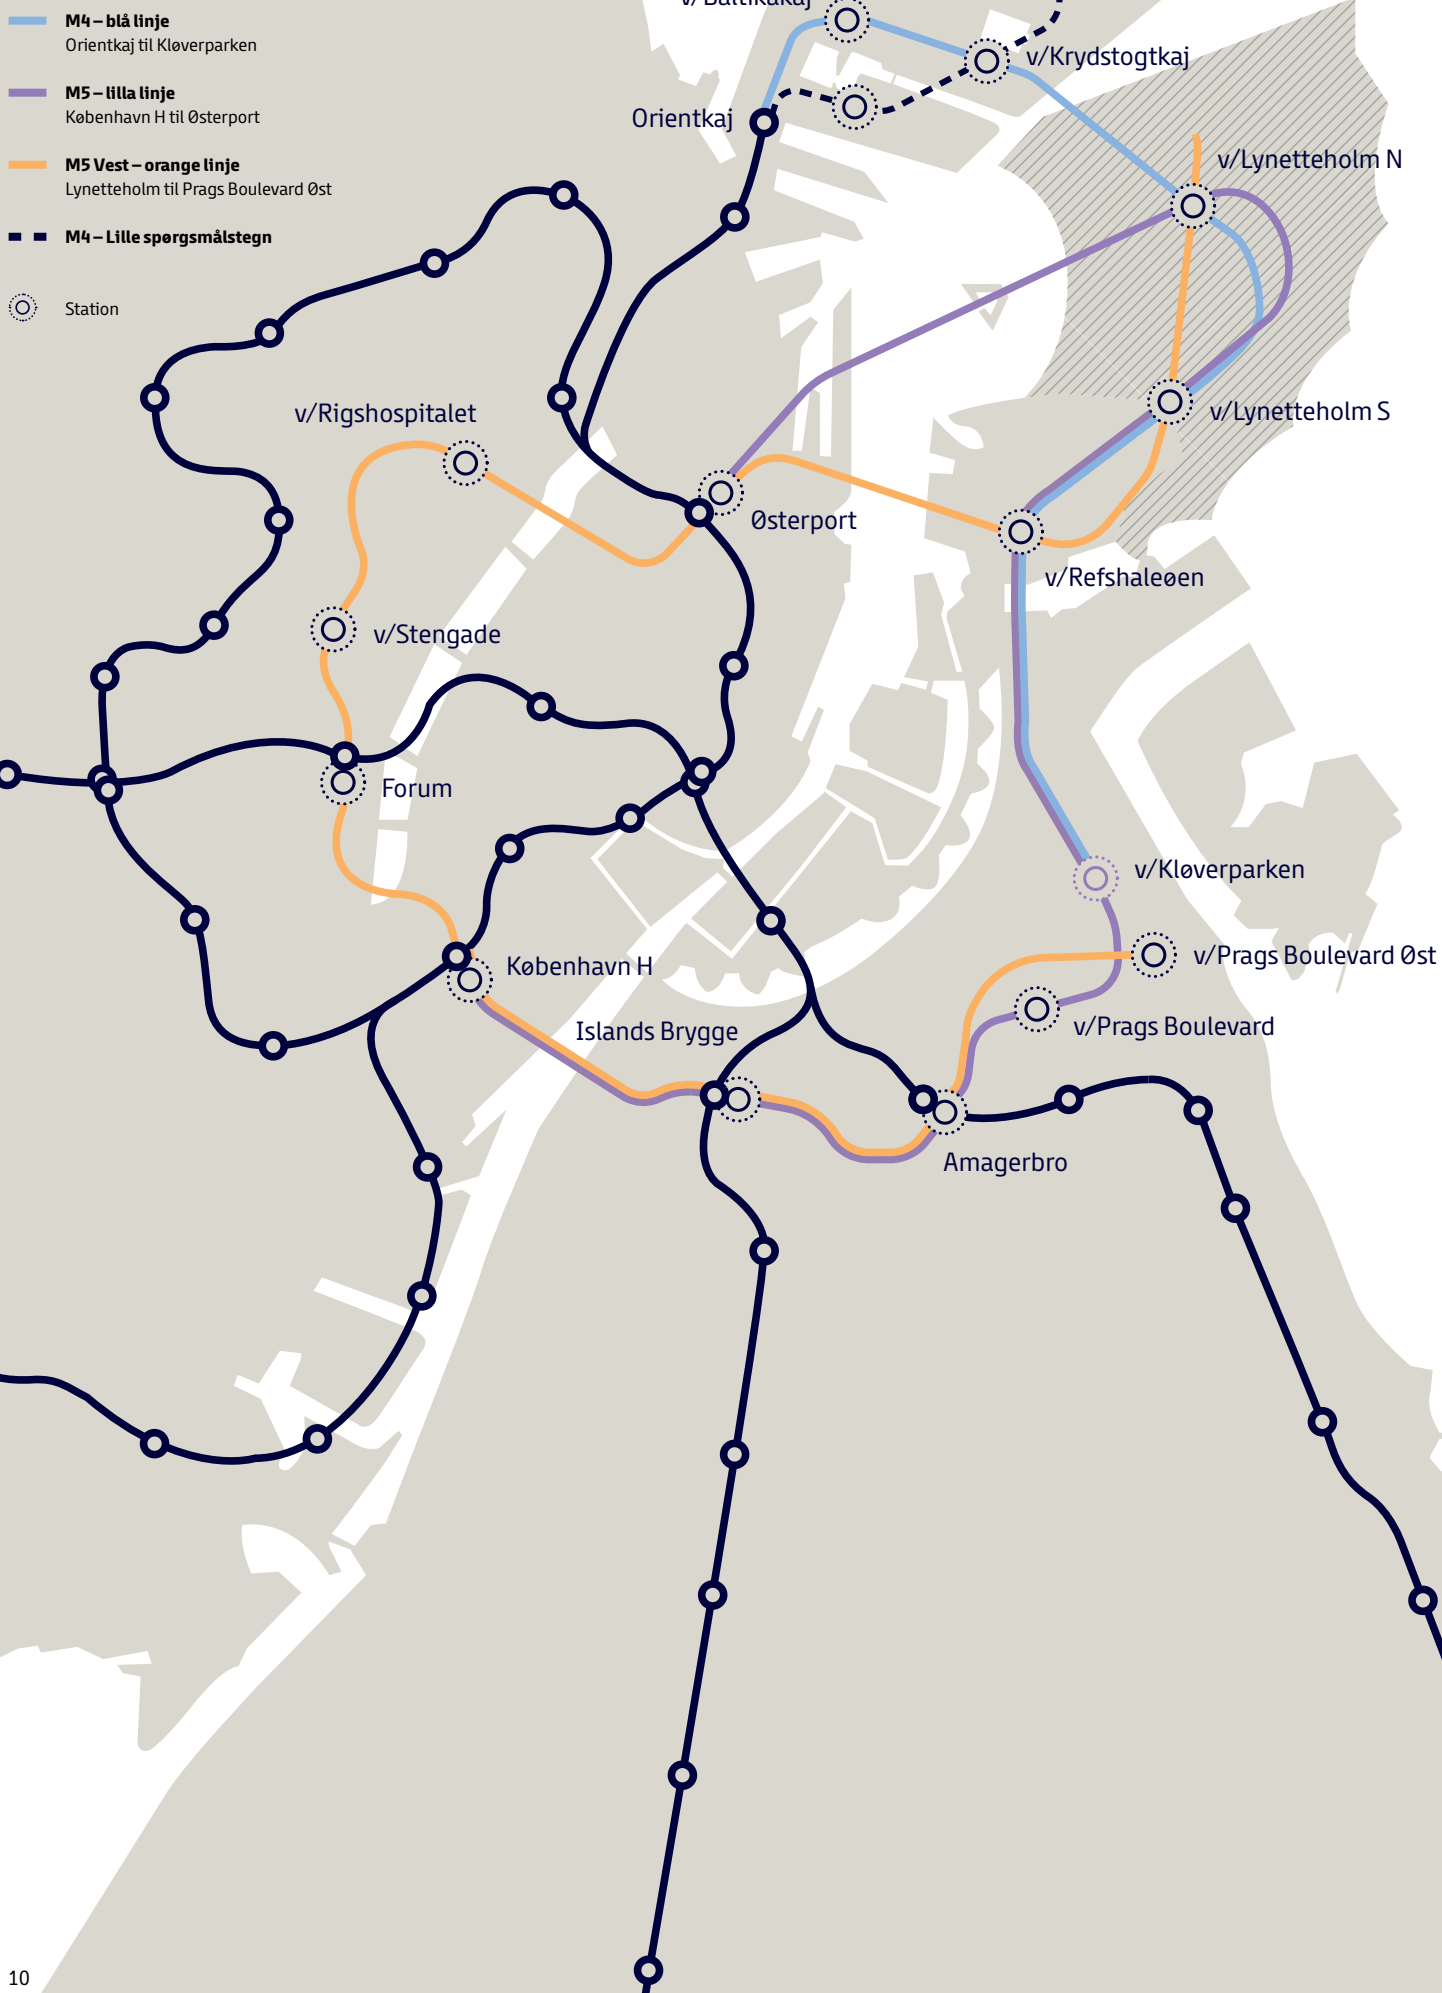 M4 – blå linje
Orientkaj til Kløverparken
M5 – lilla linje
København H til Østerport
M5 Vest – orange linje
Lynetteholm til Prags Boulevard Øst
M4 – Lille spørgsmålstegn
Station
v/Baltikakaj
v/Krydstogtkaj
Orientkaj
v/Lynetteholm N
v/Rigshospitalet
v/Lynetteholm S
Østerport
v/Refshaleøen
v/Stengade
Forum
v/Kløverparken
København H
v/Prags Boulevard Øst
Islands Brygge
v/Prags Boulevard
Amagerbro
10